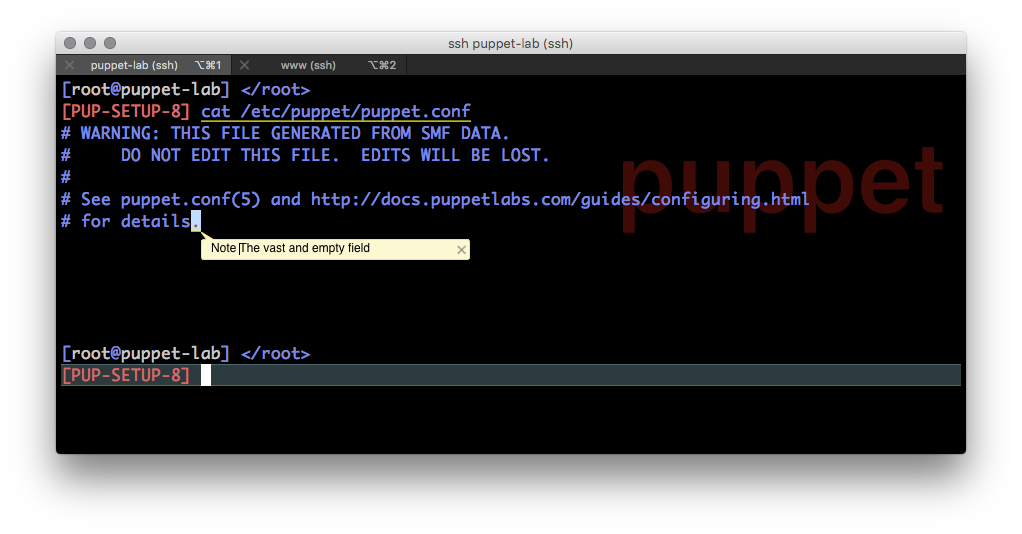 ssh puppet-lab (ssh)
puppet-lab (ssh) ⌥⌘1 www (ssh) ⌥⌘2
[root@puppet-lab] </root>
[PUP-SETUP-8] cat /etc/puppet/puppet.conf
# WARNING: THIS FILE GENERATED FROM SMF DATA.
#     DO NOT EDIT THIS FILE.  EDITS WILL BE LOST.
#
# See puppet.conf(5) and http://docs.puppetlabs.com/guides/configuring.html
# for details.
puppet
Note The vast and empty field
[root@puppet-lab] </root>
[PUP-SETUP-8]